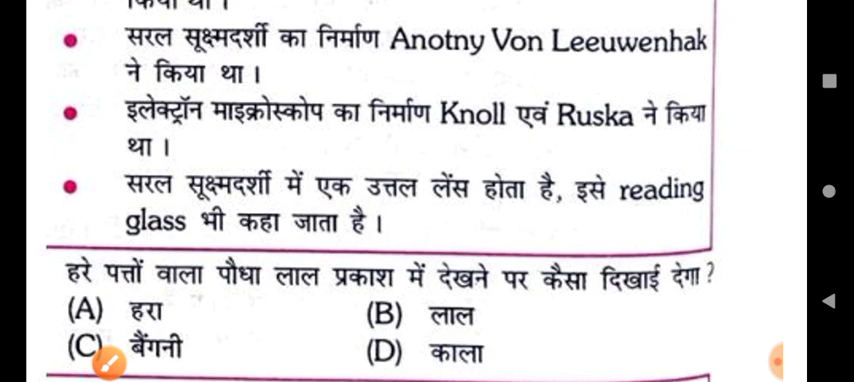 किया था।
सरल सूक्ष्मदर्शी का निर्माण Anotny Von Leeuwenhak
ने किया था।
इलेक्ट्रॉन माइक्रोस्कोप का निर्माण Knoll एवं Ruska ने किया
था।
सरल सूक्ष्मदर्शी में एक उत्तल लेंस होता है, इसे reading
glass भी कहा जाता है।
हरे पत्तों वाला पौधा लाल प्रकाश में देखने पर कैसा दिखाई देगा?
(A) हरा (B) लाल
(C) बैंगनी (D) काला